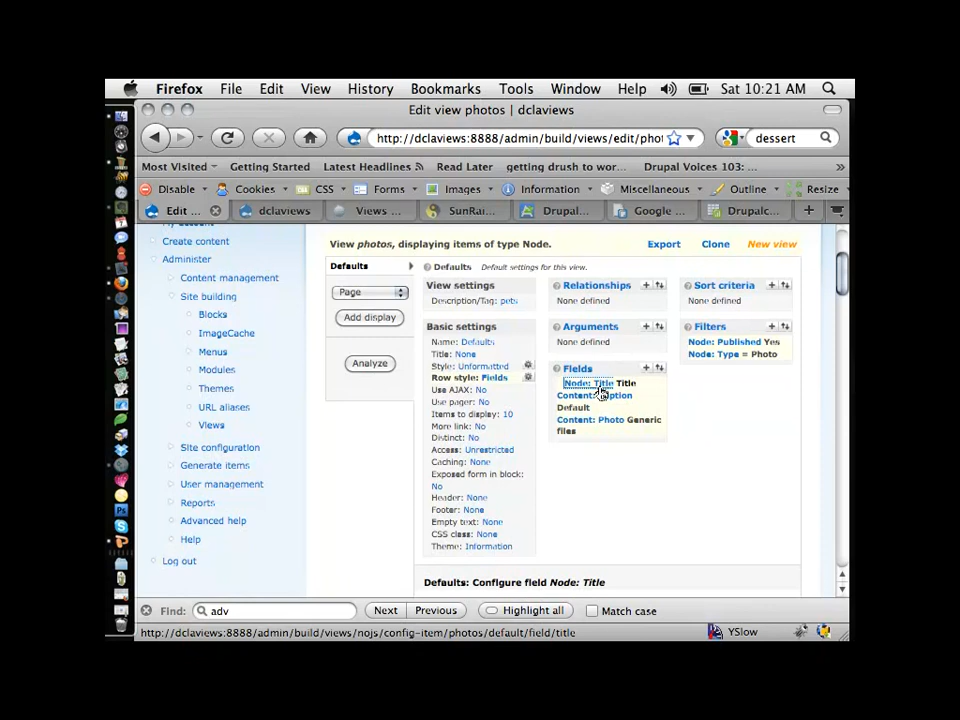 Firefox File Edit View History Bookmarks Tools Window Help Sat 10:21 AM
Edit view photos | dclaviews
http://dclaviews:8888/admin/build/views/edit/phot
dessert
Most Visited Getting Started Latest Headlines Read Later getting drush to wor... Drupal Voices 103:... »
Disable Cookies CSS Forms Images Information Miscellaneous Outline Resize
Edit ... dclaviews Views ... SunRai... Drupal... Google ... Drupalc...
Create content
Administer
Content management
Site building
Blocks
ImageCache
Menus
Modules
Themes
URL aliases
Views
Site configuration
Generate items
User management
Reports
Advanced help
Help
Log out
View photos, displaying items of type Node.
Export Clone New view
Defaults
Page
Add display
Analyze
Defaults Default settings for this view.
View settings
Description/Tag: pets
Basic settings
Name: Defaults
Title: None
Style: Unformatted
Row style: Fields
Use AJAX: No
Use pager: No
Items to display: 10
More link: No
Distinct: No
Access: Unrestricted
Caching: None
Exposed form in block:
No
Header: None
Footer: None
Empty text: None
CSS class: None
Theme: Information
Relationships
None defined
Arguments
None defined
Fields
Node: Title Title
Content:
Default
Content: Photo Generic
files
Sort criteria
None defined
Filters
Node: Published Yes
Node: Type = Photo
Defaults: Configure field Node: Title
Find: adv Next Previous Highlight all Match case
http://dclaviews:8888/admin/build/views/nojs/config-item/photos/default/field/title
YSlow